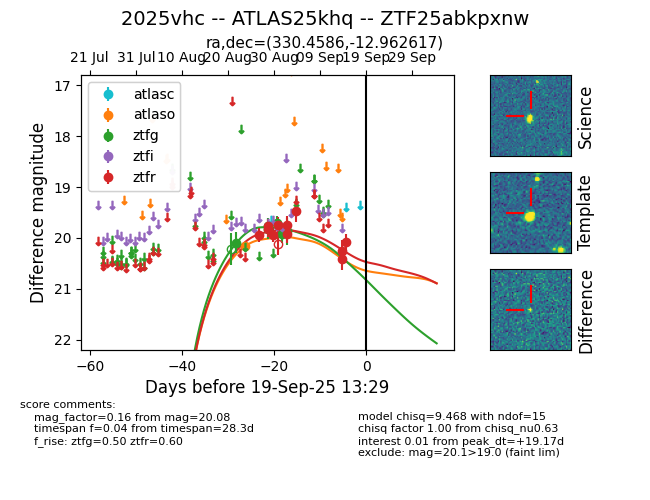 2025vhc -- ATLAS25khq -- ZTF25abkpxnw
ra,dec=(330.4586,-12.962617)
21 Jul 31 Jul 10 Aug 20 Aug 30 Aug 09 Sep 19 Sep 29 Sep
17
18
19
20
21
22
Difference magnitude
atlasc
atlaso
ztfg
ztfi
ztfr
−60 −40 −20 0
Days before 19-Sep-25 13:29
Science
Template
Difference
score comments:
mag_factor=0.16 from mag=20.08
timespan f=0.04 from timespan=28.3d
f_rise: ztfg=0.50 ztfr=0.60
model chisq=9.468 with ndof=15
chisq factor 1.00 from chisq_nu0.63
interest 0.01 from peak_dt=+19.17d
exclude: mag=20.1>19.0 (faint lim)